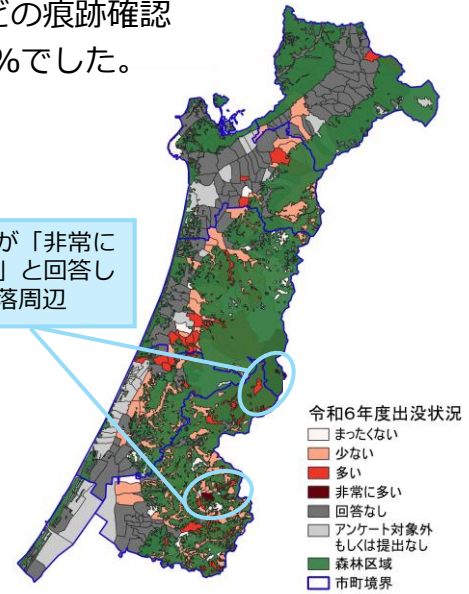 どの痕跡確認
%でした。
が「非常に
」と回答し
落周辺
令和6年度出没状況
まったくない
少ない
多い
非常に多い
回答なし
アンケート対象外
もしくは提出なし
森林区域
市町境界